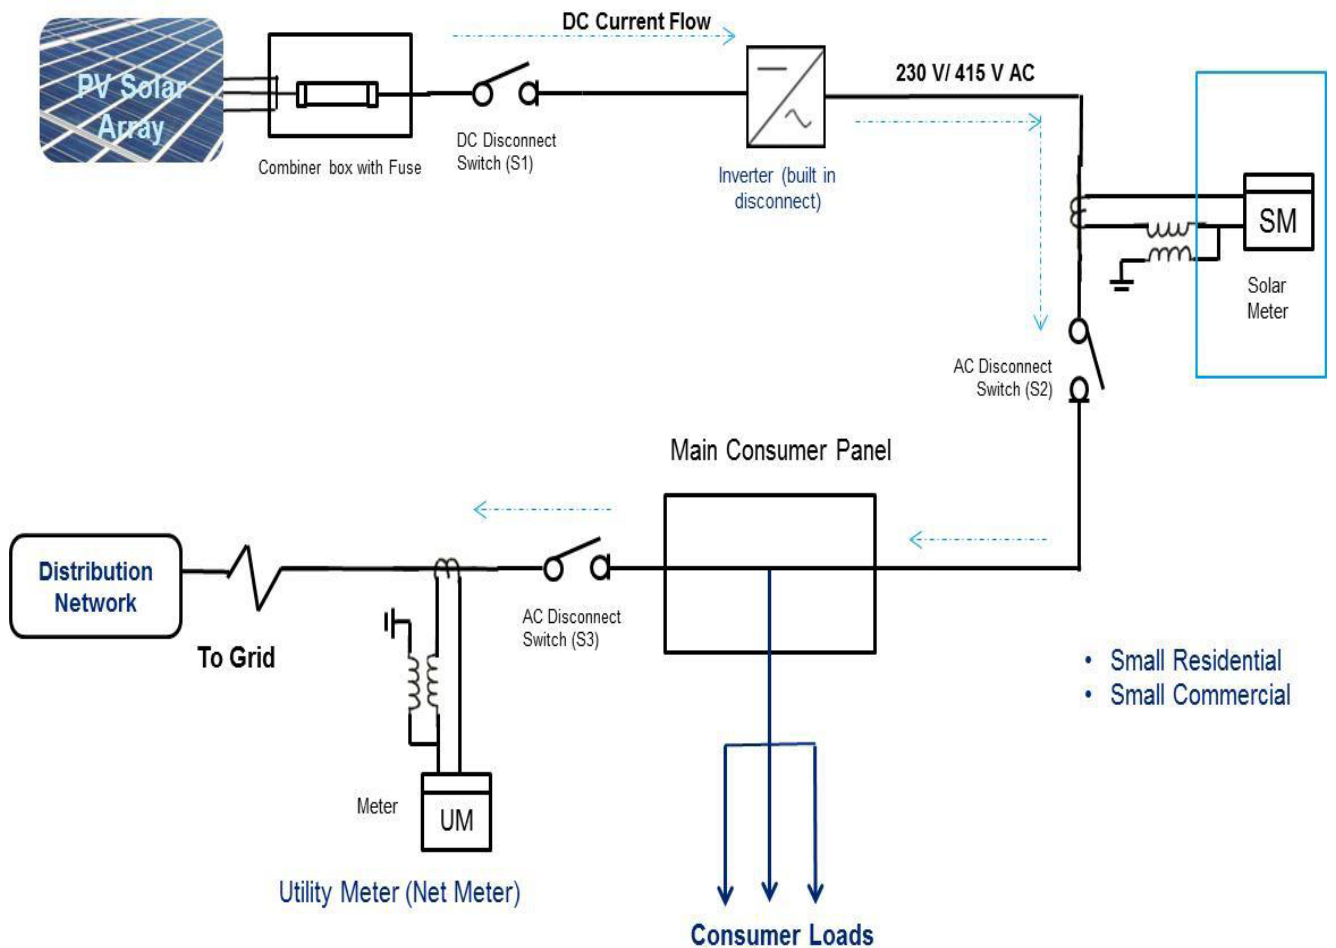 DC Current Flow
PV Solar
Array
230 V/ 415 V AC
Combiner box with Fuse
DC Disconnect
Switch (S1)
Inverter (built in
disconnect)
SM
Solar
Meter
AC Disconnect
Switch (S2)
Main Consumer Panel
Distribution
Network
To Grid
AC Disconnect
Switch (S3)
• Small Residential
• Small Commercial
Meter
UM
Utility Meter (Net Meter)
Consumer Loads